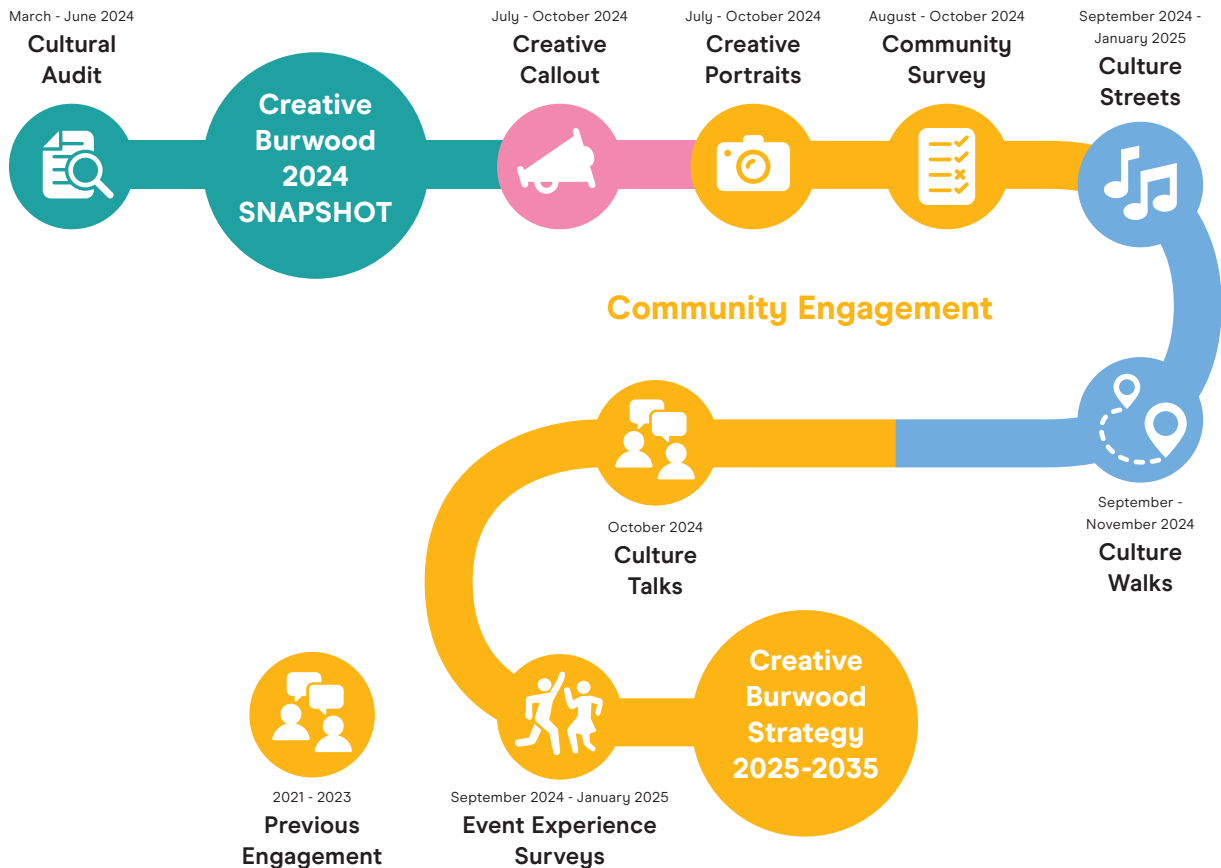 March - June 2024
Cultural
Audit
Creative
Burwood
2024
SNAPSHOT
July - October 2024
Creative
Callout
July - October 2024
Creative
Portraits
August - October 2024
Community
Survey
September 2024 -
January 2025
Culture
Streets
Community Engagement
September -
November 2024
Culture
Walks
October 2024
Culture
Talks
2021 - 2023
Previous
Engagement
September 2024 - January 2025
Event Experience
Surveys
Creative
Burwood
Strategy
2025-2035